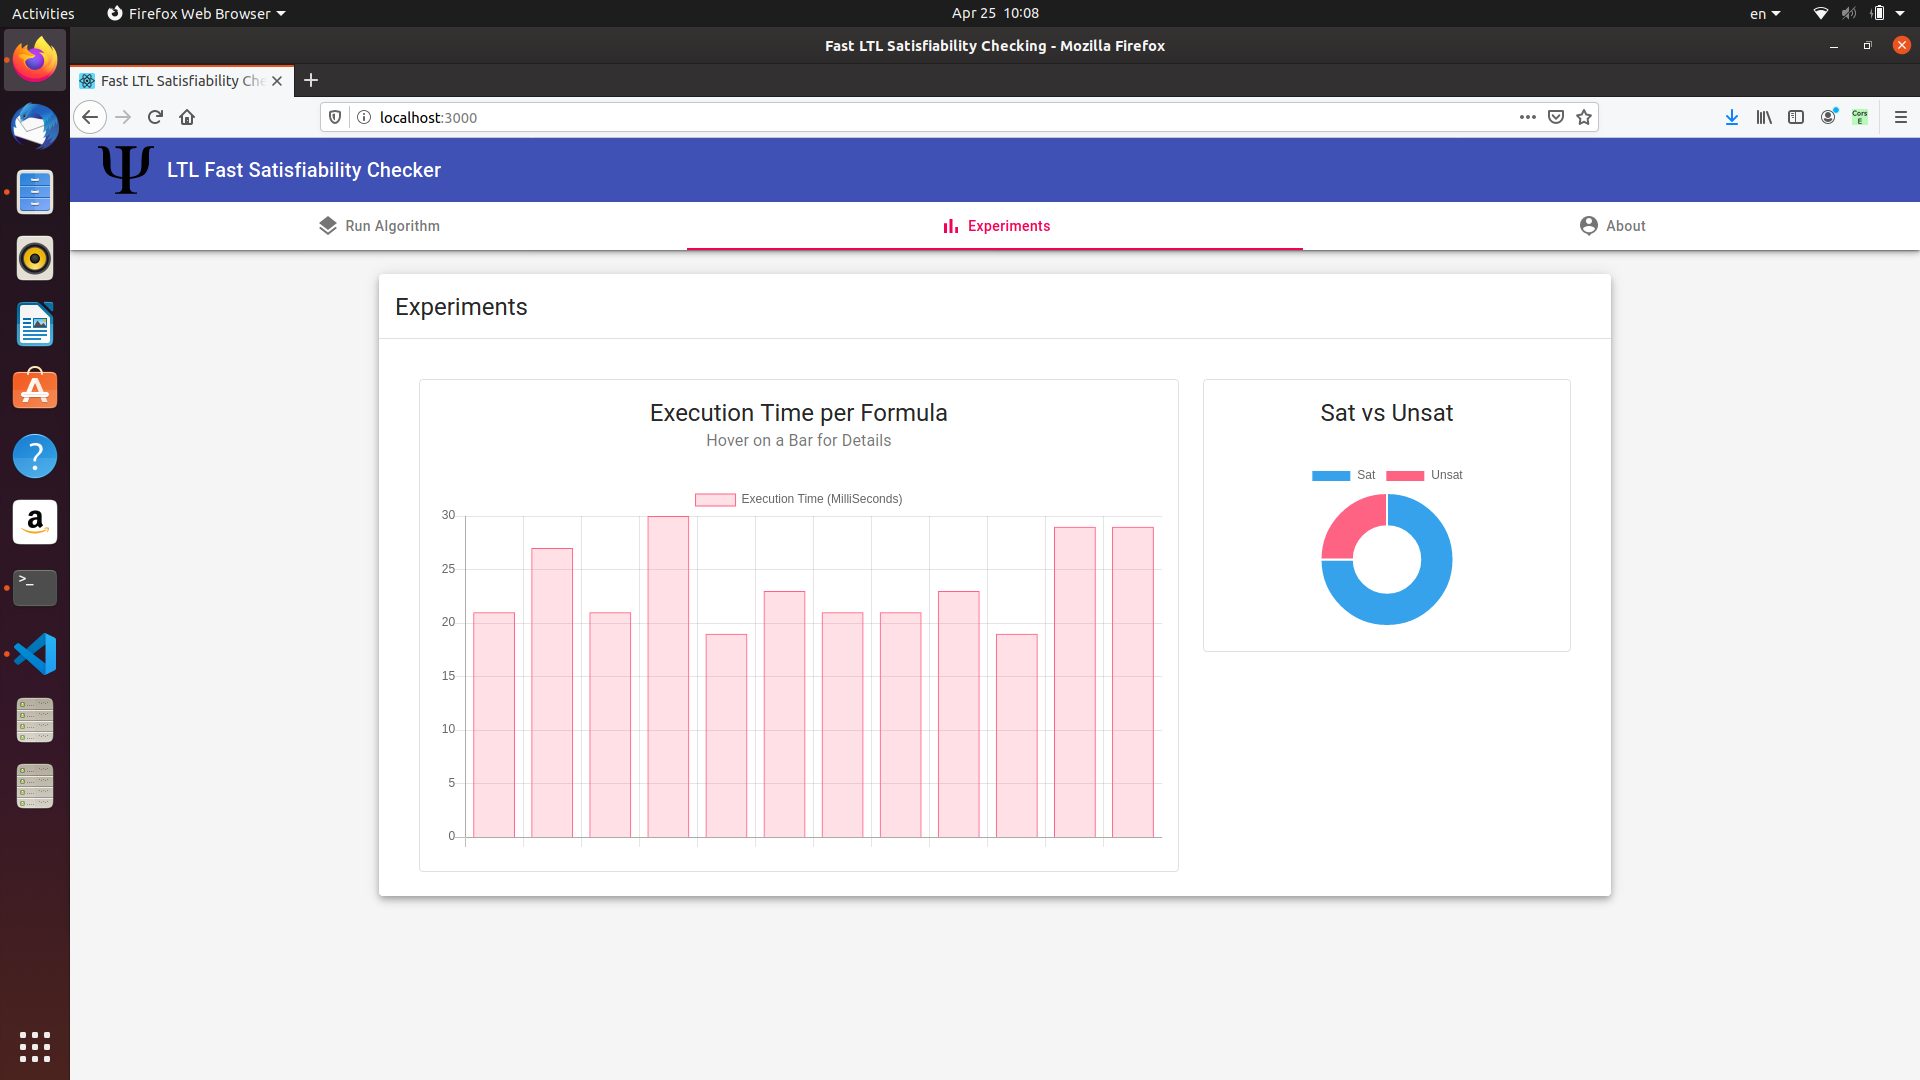 Activities
Firefox Web Browser
Apr 25 10:08
en
Fast LTL Satisfiability Checking - Mozilla Firefox
Fast LTL Satisfiability Che
localhost:3000
Cors
E
Ψ
LTL Fast Satisfiability Checker
Run Algorithm
Experiments
About
Experiments
Execution Time per Formula
Hover on a Bar for Details
Execution Time (MilliSeconds)
30
25
20
15
10
5
0
Sat vs Unsat
Sat
Unsat
A
?
a
>_